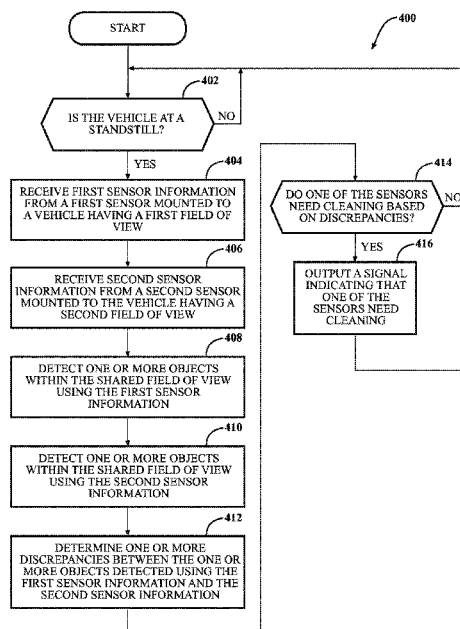 START
400
402
IS THE VEHICLE AT A
STANDSTILL?
NO
YES
404
RECEIVE FIRST SENSOR INFORMATION
FROM A FIRST SENSOR MOUNTED TO
A VEHICLE HAVING A FIRST FIELD OF
VIEW
406
RECEIVE SECOND SENSOR
INFORMATION FROM A SECOND SENSOR
MOUNTED TO THE VEHICLE HAVING A
SECOND FIELD OF VIEW
408
DETECT ONE OR MORE OBJECTS
WITHIN THE SHARED FIELD OF VIEW
USING THE FIRST SENSOR
INFORMATION
410
DETECT ONE OR MORE OBJECTS
WITHIN THE SHARED FIELD OF VIEW
USING THE SECOND SENSOR
INFORMATION
412
DETERMINE ONE OR MORE
DISCREPANCIES BETWEEN THE ONE OR
MORE OBJECTS DETECTED USING THE
FIRST SENSOR INFORMATION AND THE
SECOND SENSOR INFORMATION
414
DO ONE OF THE SENSORS
NEED CLEANING BASED
ON DISCREPANCIES?
NO
YES
416
OUTPUT A SIGNAL
INDICATING THAT
ONE OF THE
SENSORS NEED
CLEANING